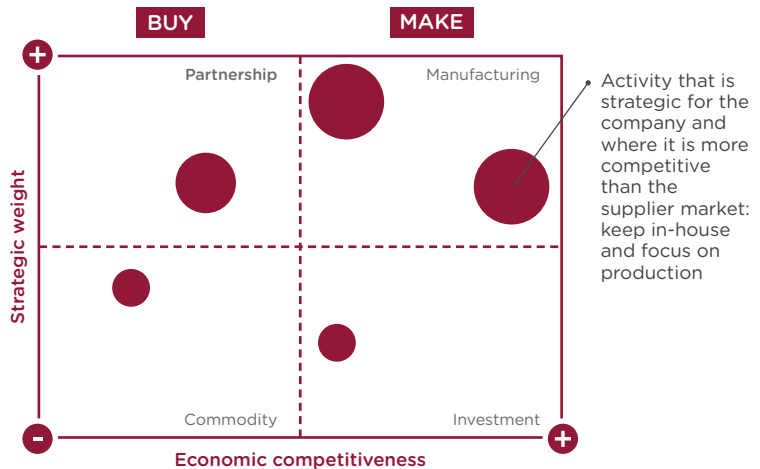 BUY
MAKE
+
Partnership
Manufacturing
Activity that is
strategic for the
company and
where it is more
competitive
than the
supplier market:
keep in-house
and focus on
production
Strategic weight
Commodity
Investment
-
+
Economic competitiveness